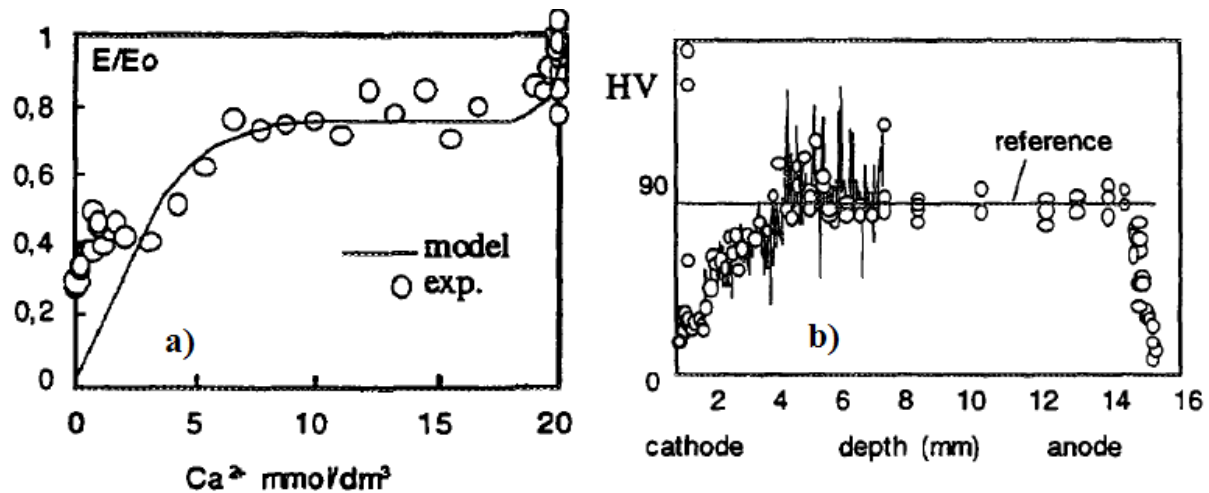 1
E/Eo
0,8
0,6
0,4
0,2
0
model
exp.
a)
0 5 10 15 20
Ca²⁺ mmol/dm³
HV
90
0
reference
b)
2 4 6 8 10 12 14 16
cathode depth (mm) anode